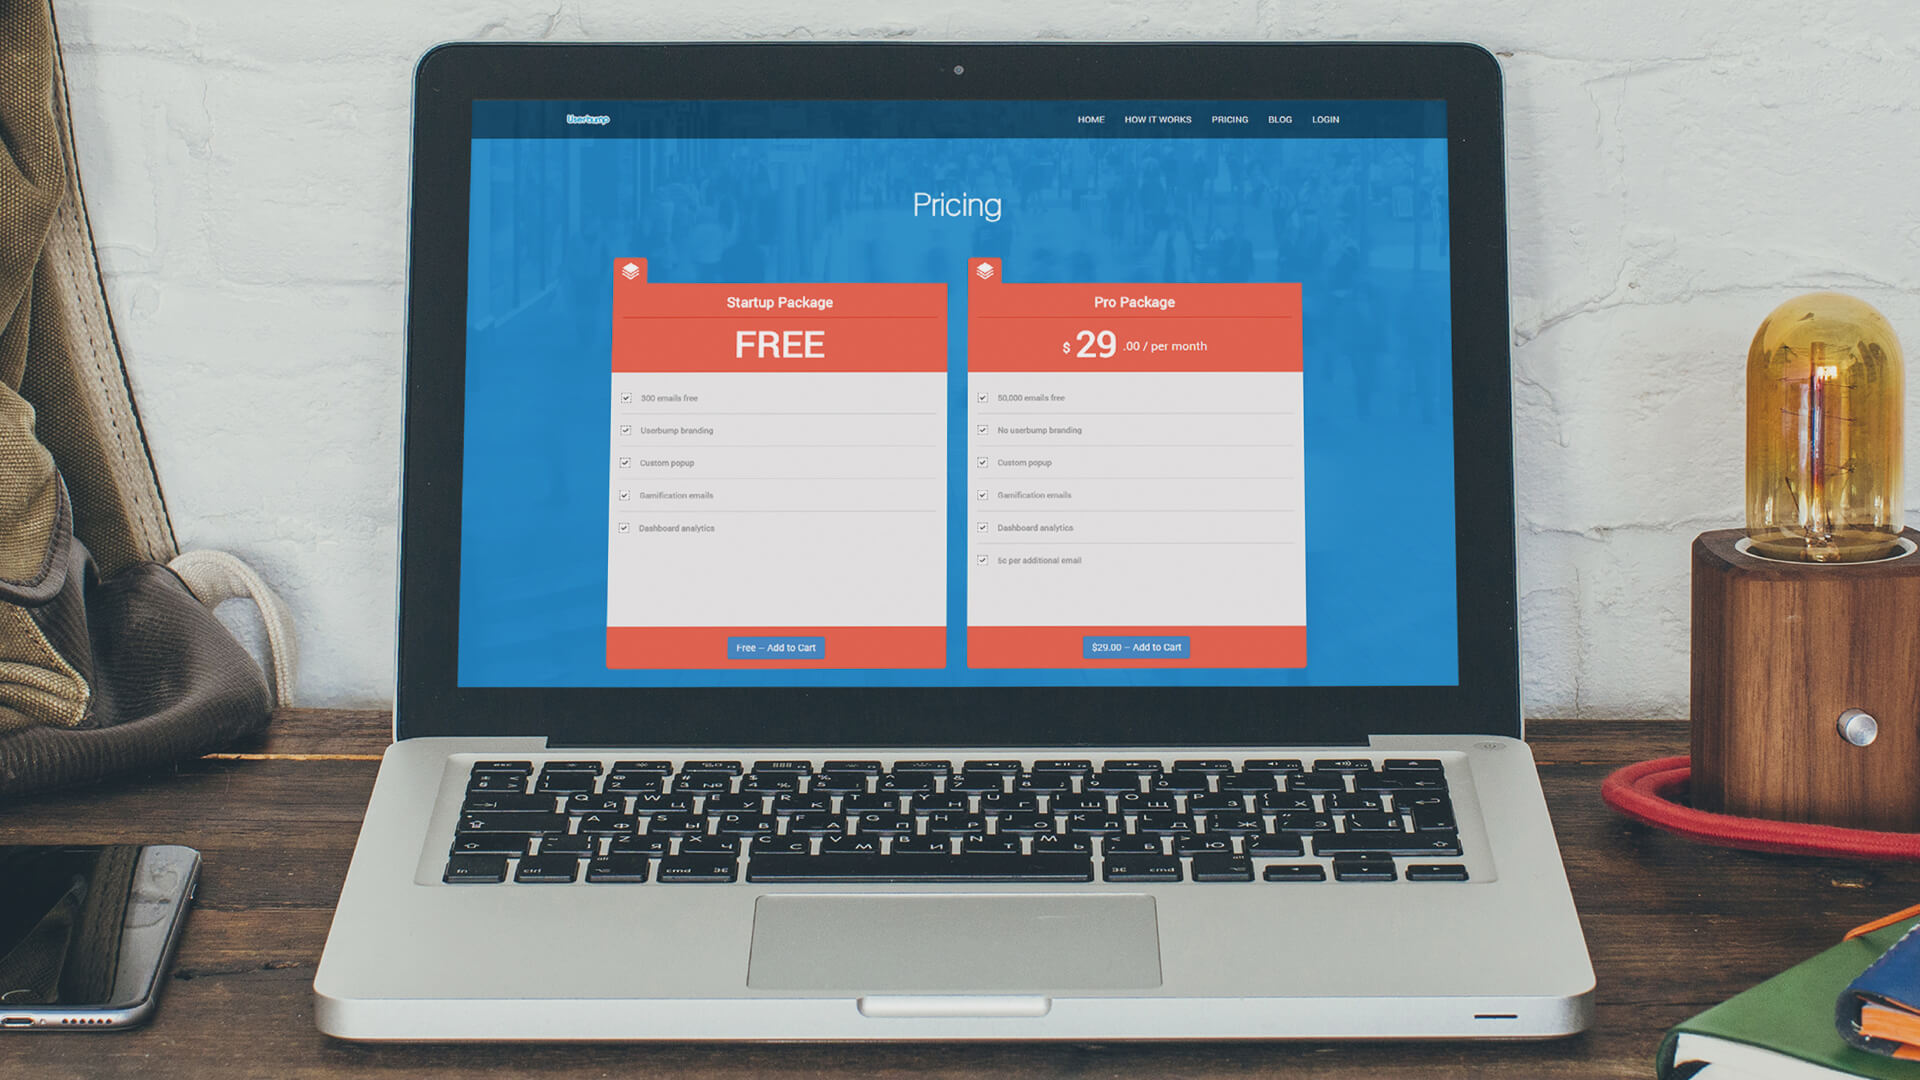 Userbump
HOME HOW IT WORKS PRICING BLOG LOGIN
Pricing
Startup Package
FREE
300 emails free
Userbump branding
Custom popup
Gamification emails
Dashboard analytics
Free – Add to Cart
Pro Package
$ 29 .00 / per month
50,000 emails free
No userbump branding
Custom popup
Gamification emails
Dashboard analytics
5c per additional email
$29.00 – Add to Cart